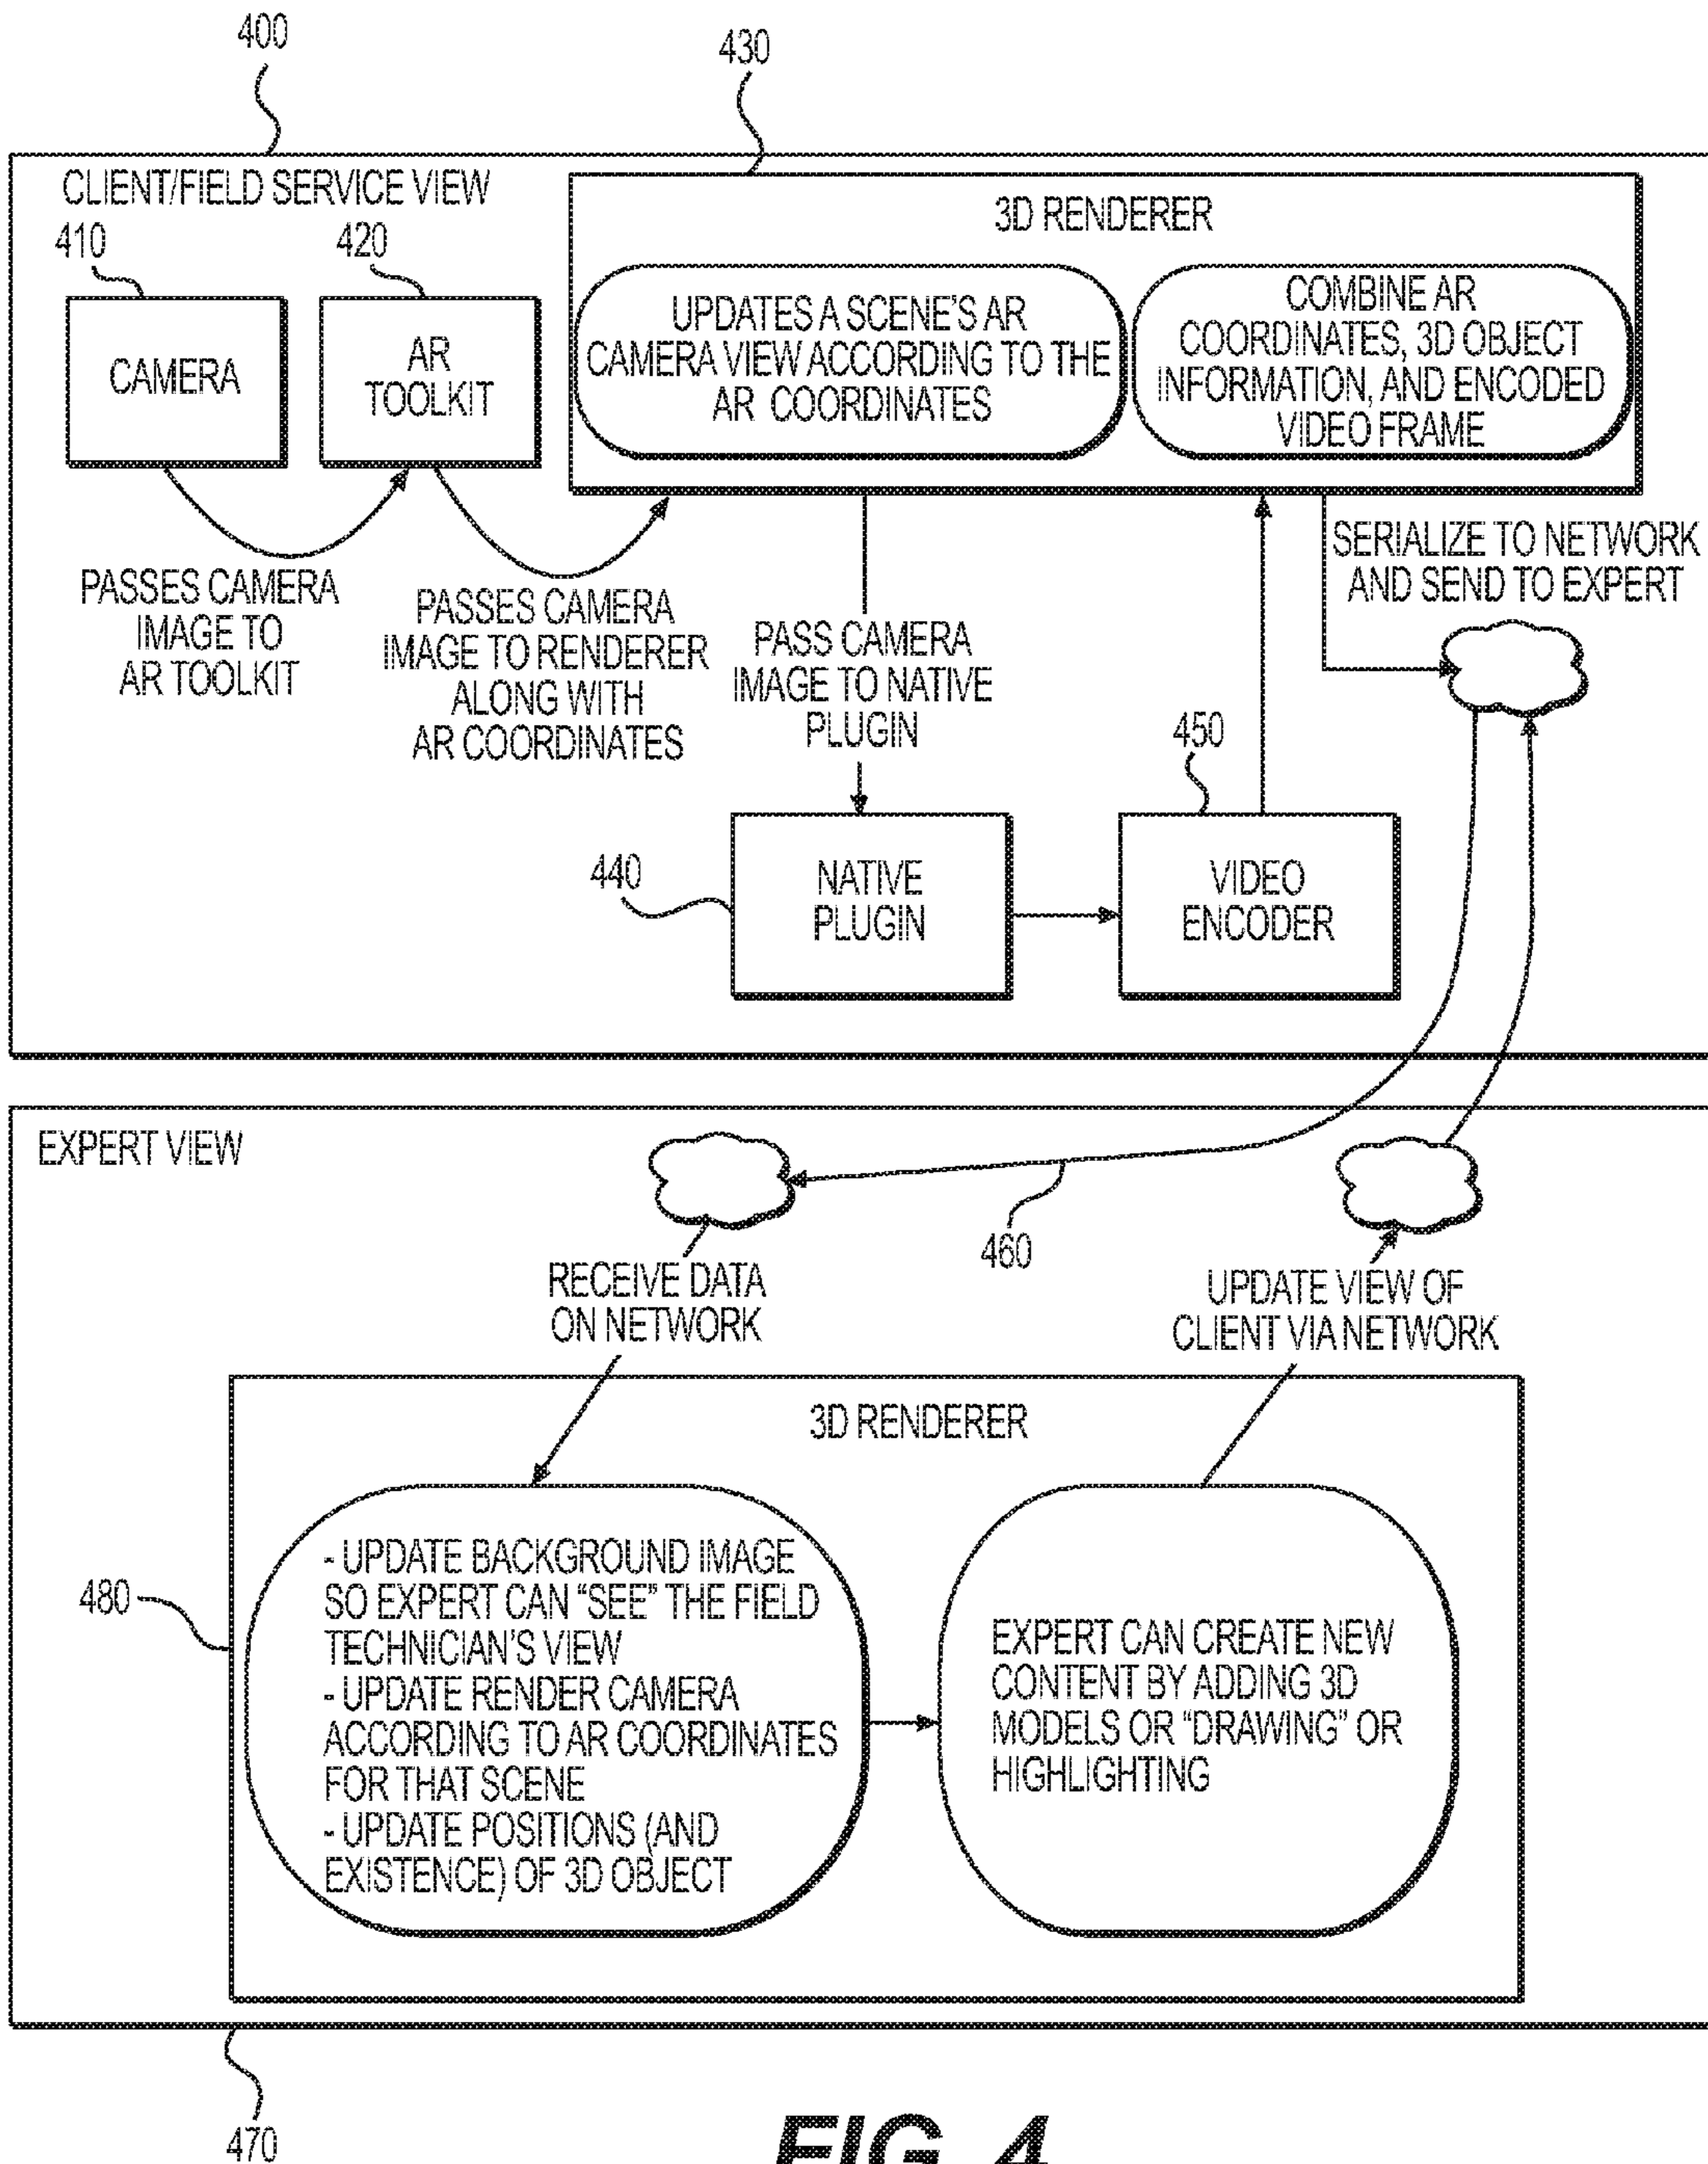 400
430
CLIENT/FIELD SERVICE VIEW
410
420
3D RENDERER
CAMERA
AR
TOOLKIT
UPDATES A SCENE'S AR
CAMERA VIEW ACCORDING TO THE
AR COORDINATES
COMBINE AR
COORDINATES, 3D OBJECT
INFORMATION, AND ENCODED
VIDEO FRAME
PASSES CAMERA
IMAGE TO
AR TOOLKIT
PASSES CAMERA
IMAGE TO RENDERER
ALONG WITH
AR COORDINATES
PASS CAMERA
IMAGE TO NATIVE
PLUGIN
SERIALIZE TO NETWORK
AND SEND TO EXPERT
450
440
NATIVE
PLUGIN
VIDEO
ENCODER
EXPERT VIEW
460
RECEIVE DATA
ON NETWORK
UPDATE VIEW OF
CLIENT VIA NETWORK
3D RENDERER
480
- UPDATE BACKGROUND IMAGE
SO EXPERT CAN “SEE” THE FIELD
TECHNICIAN'S VIEW
- UPDATE RENDER CAMERA
ACCORDING TO AR COORDINATES
FOR THAT SCENE
- UPDATE POSITIONS (AND
EXISTENCE) OF 3D OBJECT
EXPERT CAN CREATE NEW
CONTENT BY ADDING 3D
MODELS OR “DRAWING” OR
HIGHLIGHTING
470
FIG. 4